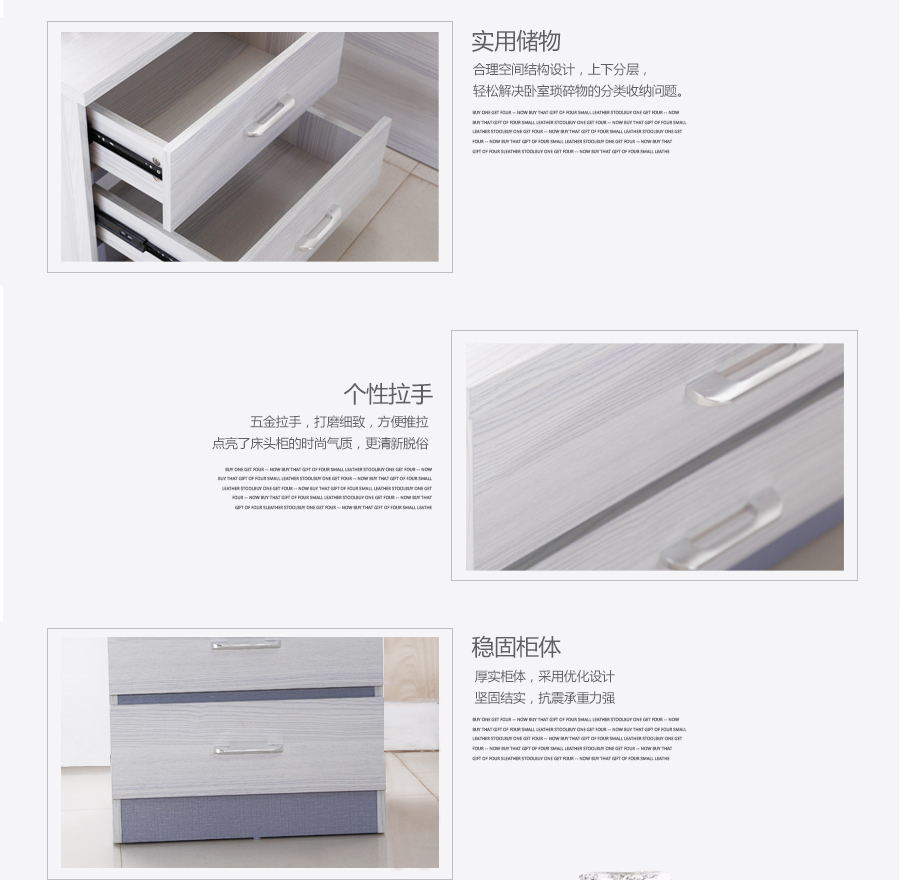 实用储物
合理空间结构设计，上下分层，
轻松解决卧室琐碎物的分类收纳问题。
BUY ONE GET FOUR -- NOW BUY THAT GIFT OF FOUR SMALL LEATHER STOOLBUY ONE GET FOUR -- NOW
BUY THAT GIFT OF FOUR SMALL LEATHER STOOLBUY ONE GET FOUR -- NOW BUY THAT GIFT OF FOUR SMALL
LEATHER STOOLBUY ONE GET FOUR -- NOW BUY THAT GIFT OF FOUR SMALL LEATHER STOOLBUY ONE GET
FOUR -- NOW BUY THAT GIFT OF FOUR SMALL LEATHER STOOLBUY ONE GET FOUR -- NOW BUY THAT
GIFT OF FOUR SLEATHER STOOLBUY ONE GET FOUR -- NOW BUY THAT GIFT OF FOUR SMALL LEATHE
个性拉手
五金拉手，打磨细致，方便推拉
点亮了床头柜的时尚气质，更清新脱俗
BUY ONE GET FOUR -- NOW BUY THAT GIFT OF FOUR SMALL LEATHER STOOLBUY ONE GET FOUR -- NOW
BUY THAT GIFT OF FOUR SMALL LEATHER STOOLBUY ONE GET FOUR -- NOW BUY THAT GIFT OF FOUR SMALL
LEATHER STOOLBUY ONE GET FOUR -- NOW BUY THAT GIFT OF FOUR SMALL LEATHER STOOLBUY ONE GET
FOUR -- NOW BUY THAT GIFT OF FOUR SMALL LEATHER STOOLBUY ONE GET FOUR -- NOW BUY THAT
GIFT OF FOUR SLEATHER STOOLBUY ONE GET FOUR -- NOW BUY THAT GIFT OF FOUR SMALL LEATHE
稳固柜体
厚实柜体，采用优化设计
坚固结实，抗震承重力强
BUY ONE GET FOUR -- NOW BUY THAT GIFT OF FOUR SMALL LEATHER STOOLBUY ONE GET FOUR -- NOW
BUY THAT GIFT OF FOUR SMALL LEATHER STOOLBUY ONE GET FOUR -- NOW BUY THAT GIFT OF FOUR SMALL
LEATHER STOOLBUY ONE GET FOUR -- NOW BUY THAT GIFT OF FOUR SMALL LEATHER STOOLBUY ONE GET
FOUR -- NOW BUY THAT GIFT OF FOUR SMALL LEATHER STOOLBUY ONE GET FOUR -- NOW BUY THAT
GIFT OF FOUR SLEATHER STOOLBUY ONE GET FOUR -- NOW BUY THAT GIFT OF FOUR SMALL LEATHE